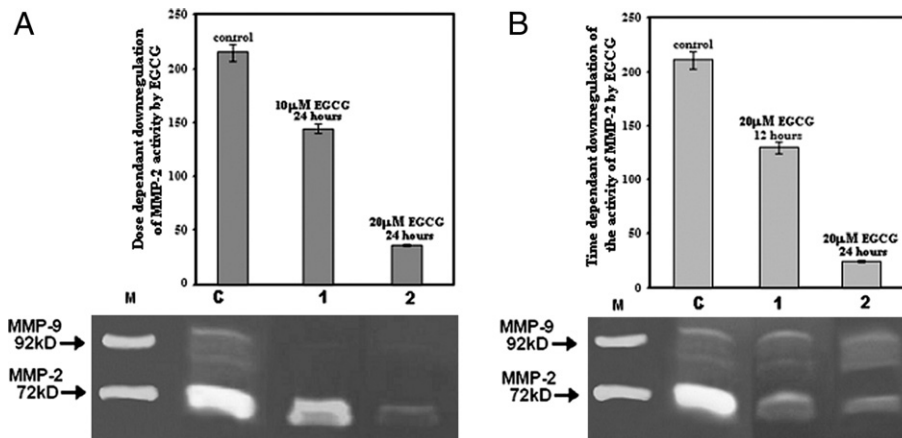 A
Dose dependant downregulation
of MMP-2 activity by EGCG
250
200
150
100
50
0
control
10μM EGCG
24 hours
20μM EGCG
24 hours
M
C
1
2
MMP-9
92kD
MMP-2
72kD
B
Time dependant downregulation of
the activity of MMP-2 by EGCG
250
200
150
100
50
0
control
20μM EGCG
12 hours
20μM EGCG
24 hours
M
C
1
2
MMP-9
92kD
MMP-2
72kD